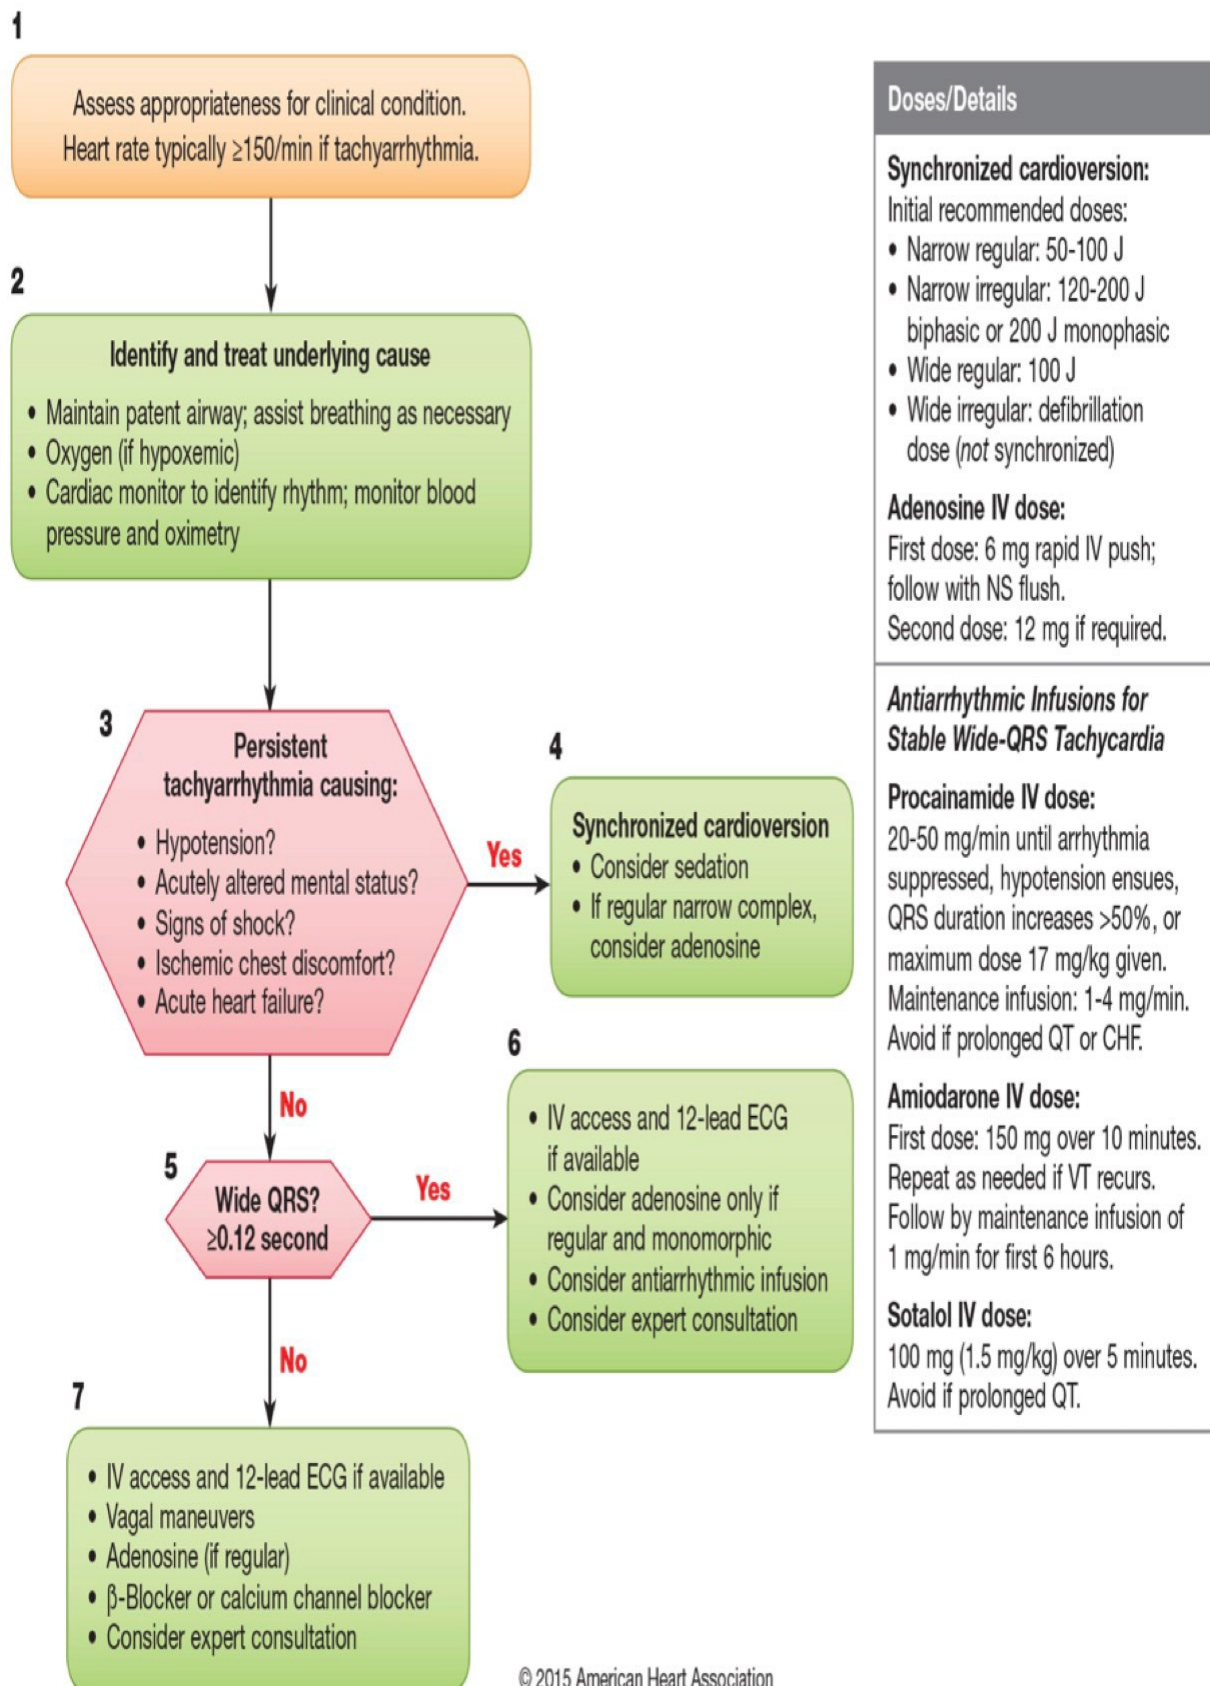 1
Assess appropriateness for clinical condition.
Heart rate typically ≥150/min if tachyarrhythmia.
2
Identify and treat underlying cause
• Maintain patent airway; assist breathing as necessary
• Oxygen (if hypoxemic)
• Cardiac monitor to identify rhythm; monitor blood
pressure and oximetry
3
Persistent
tachyarrhythmia causing:
• Hypotension?
• Acutely altered mental status?
• Signs of shock?
• Ischemic chest discomfort?
• Acute heart failure?
Yes
4
Synchronized cardioversion
• Consider sedation
• If regular narrow complex,
consider adenosine
No
5
Wide QRS?
≥0.12 second
Yes
6
• IV access and 12-lead ECG
if available
• Consider adenosine only if
regular and monomorphic
• Consider antiarrhythmic infusion
• Consider expert consultation
No
7
• IV access and 12-lead ECG if available
• Vagal maneuvers
• Adenosine (if regular)
• β-Blocker or calcium channel blocker
• Consider expert consultation
Doses/Details
Synchronized cardioversion:
Initial recommended doses:
• Narrow regular: 50-100 J
• Narrow irregular: 120-200 J
biphasic or 200 J monophasic
• Wide regular: 100 J
• Wide irregular: defibrillation
dose (not synchronized)
Adenosine IV dose:
First dose: 6 mg rapid IV push;
follow with NS flush.
Second dose: 12 mg if required.
Antiarrhythmic Infusions for
Stable Wide-QRS Tachycardia
Procainamide IV dose:
20-50 mg/min until arrhythmia
suppressed, hypotension ensues,
QRS duration increases >50%, or
maximum dose 17 mg/kg given.
Maintenance infusion: 1-4 mg/min.
Avoid if prolonged QT or CHF.
Amiodarone IV dose:
First dose: 150 mg over 10 minutes.
Repeat as needed if VT recurs.
Follow by maintenance infusion of
1 mg/min for first 6 hours.
Sotalol IV dose:
100 mg (1.5 mg/kg) over 5 minutes.
Avoid if prolonged QT.
© 2015 American Heart Association